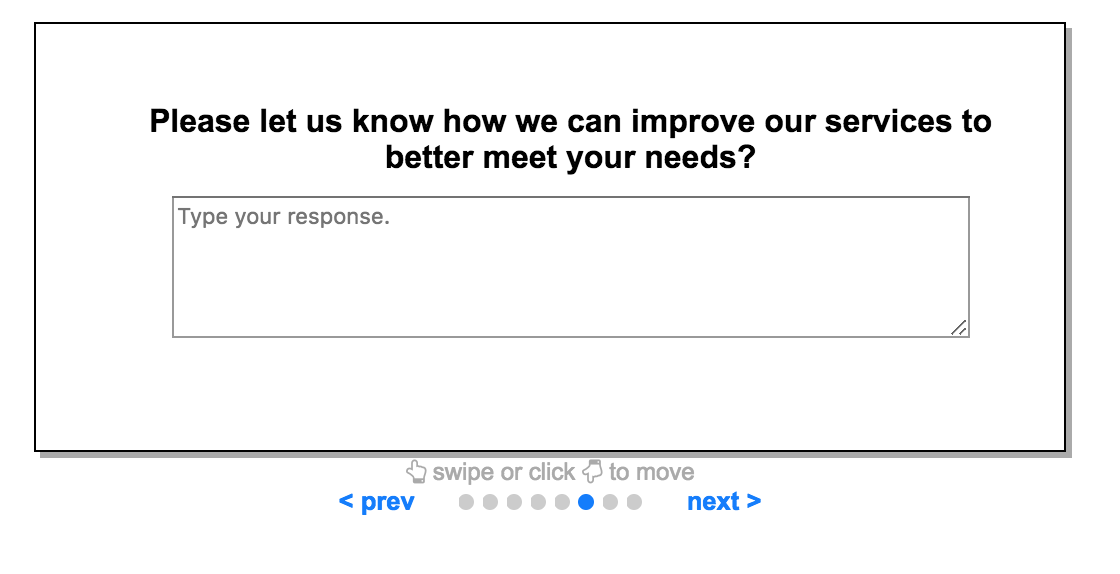 Please let us know how we can improve our services to
better meet your needs?
Type your response.
swipe or click to move
< prev next >